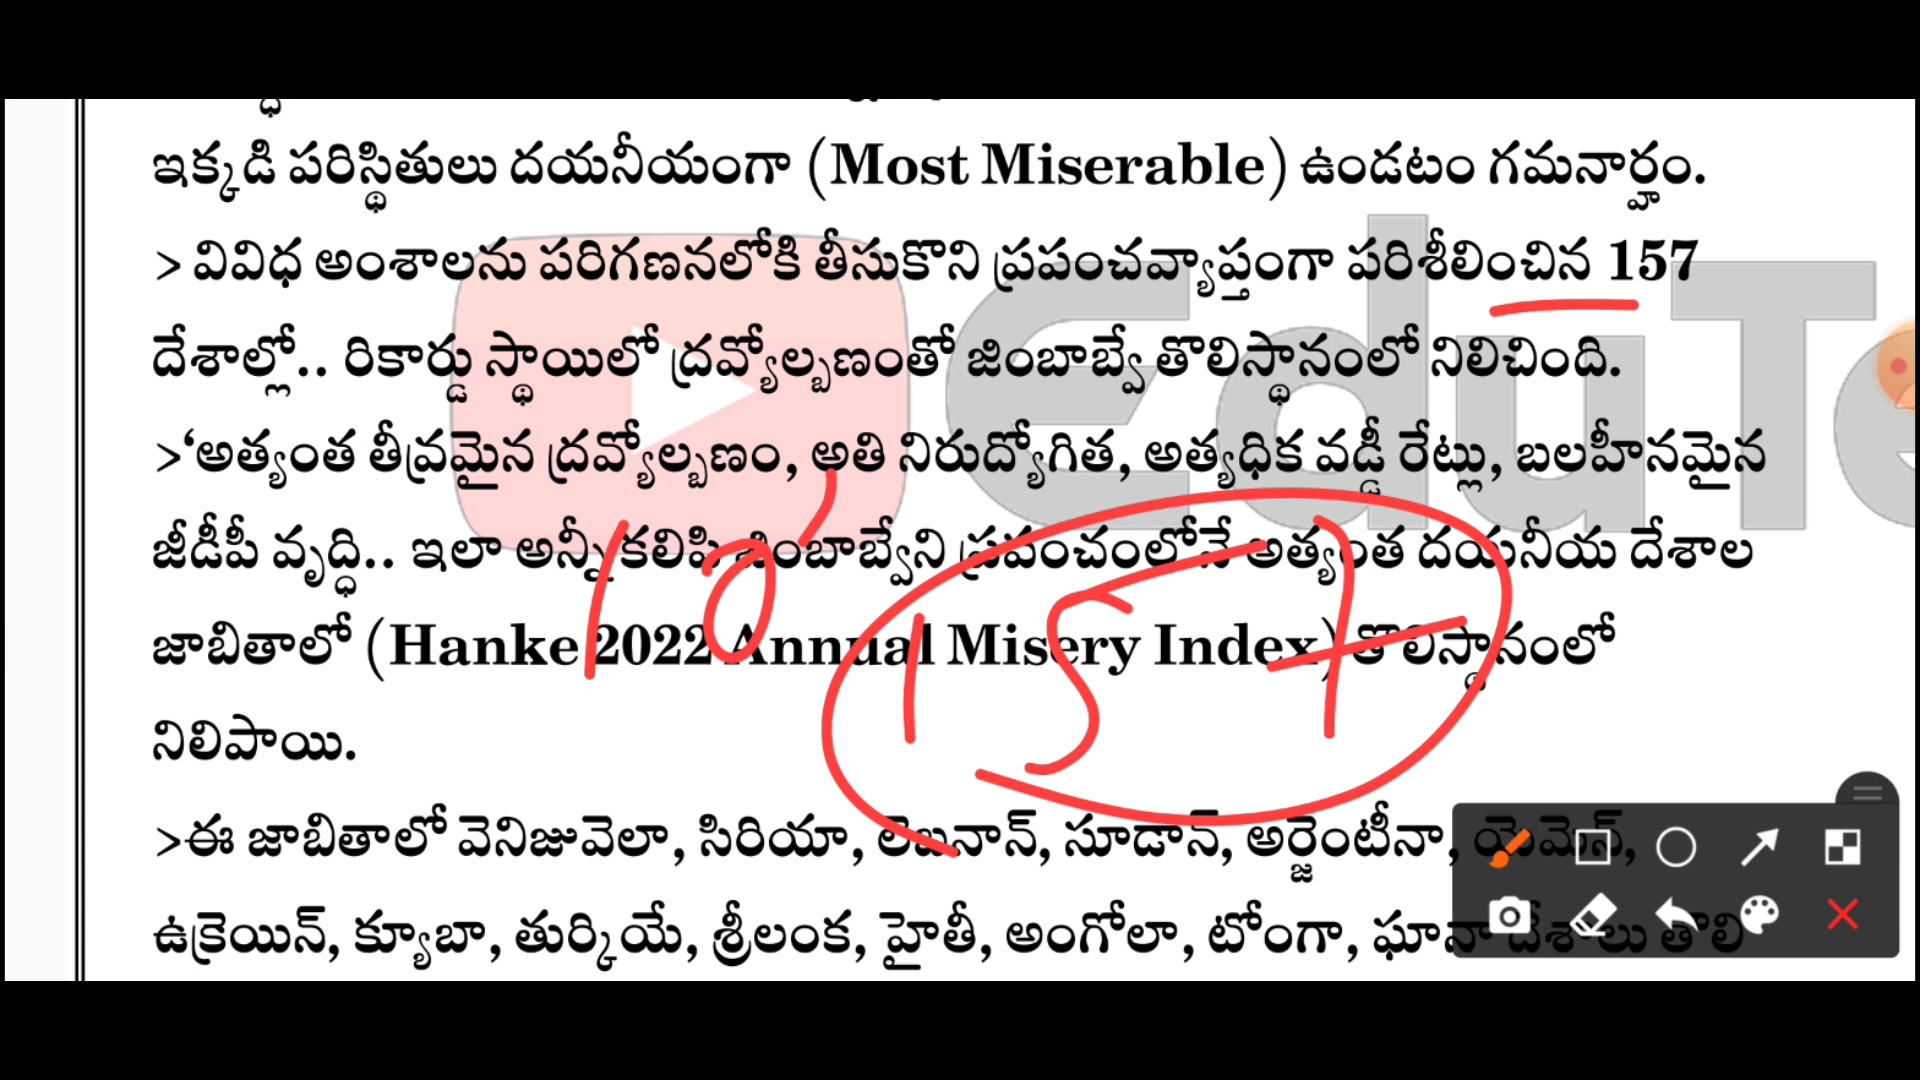 ఇక్కడి పరిస్థితులు దయనీయంగా (Most Miserable) ఉండటం గమనార్హం.
> వివిధ అంశాలను పరిగణనలోకి తీసుకొని ప్రపంచవ్యాప్తంగా పరిశీలించిన 157
దేశాల్లో.. రికార్డు స్థాయిలో ద్రవ్యోల్బణంతో జింబాబ్వే తొలిస్థానంలో నిలిచింది.
>‘అత్యంత తీవ్రమైన ద్రవ్యోల్బణం, అతి నిరుద్యోగిత, అత్యధిక వడ్డీ రేట్లు, బలహీనమైన
జీడీపీ వృద్ధి.. ఇలా అన్నీ కలిపి జింబాబ్వేని ప్రపంచంలోనే అత్యంత దయనీయ దేశాల
జాబితాలో (Hanke 2022 Annual Misery Index) తొలిస్థానంలో
నిలిపాయి.
>ఈ జాబితాలో వెనిజువెలా, సిరియా, లెబనాన్, సూడాన్, అర్జెంటీనా, యెమెన్,
ఉక్రెయిన్, క్యూబా, తుర్కియే, శ్రీలంక, హైతీ, అంగోలా, టోంగా, ఘానా దేశాలు తొలి
157